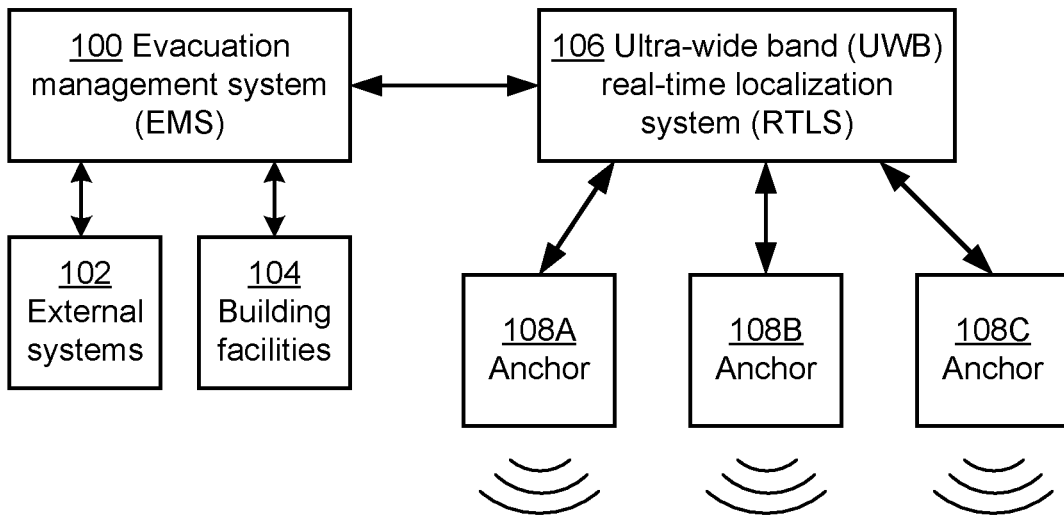 100 Evacuation
management system
(EMS)
106 Ultra-wide band (UWB)
real-time localization
system (RTLS)
102
External
systems
104
Building
facilities
108A
Anchor
108B
Anchor
108C
Anchor